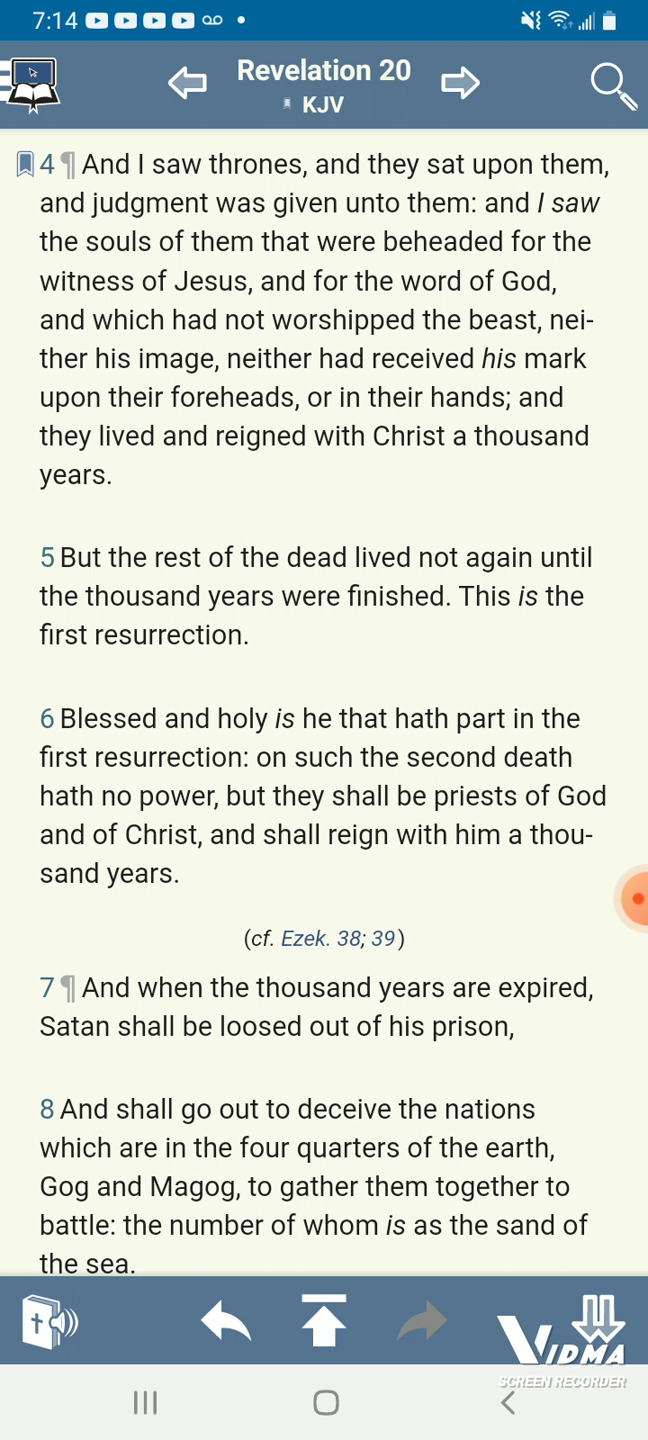 7:14
Revelation 20
KJV
4 ¶ And I saw thrones, and they sat upon them,
and judgment was given unto them: and I saw
the souls of them that were beheaded for the
witness of Jesus, and for the word of God,
and which had not worshipped the beast, nei-
ther his image, neither had received his mark
upon their foreheads, or in their hands; and
they lived and reigned with Christ a thousand
years.
5 But the rest of the dead lived not again until
the thousand years were finished. This is the
first resurrection.
6 Blessed and holy is he that hath part in the
first resurrection: on such the second death
hath no power, but they shall be priests of God
and of Christ, and shall reign with him a thou-
sand years.
(cf. Ezek. 38; 39)
7 ¶ And when the thousand years are expired,
Satan shall be loosed out of his prison,
8 And shall go out to deceive the nations
which are in the four quarters of the earth,
Gog and Magog, to gather them together to
battle: the number of whom is as the sand of
the sea.
VIDMA
SCREEN RECORDER